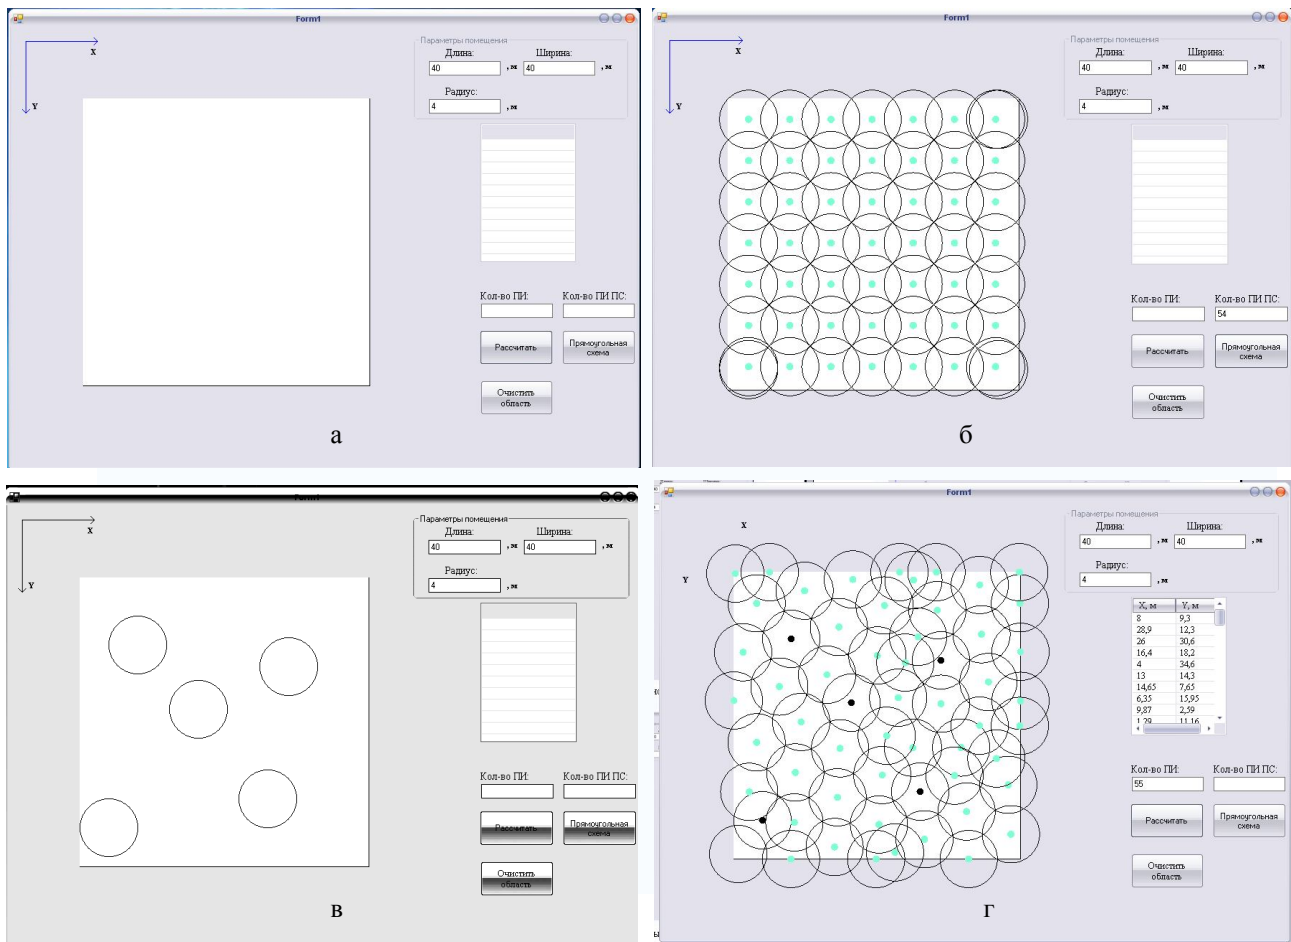 Form1
X
Y
Параметры помещения
Длина: Ширина:
40 , м 40 , м
Радиус:
4 , м
Кол-во ПИ: Кол-во ПИ ПС:
Рассчитать Прямоугольная схема
Очистить область
а
Form1
X
Y
Параметры помещения
Длина: Ширина:
40 , м 40 , м
Радиус:
4 , м
Кол-во ПИ: Кол-во ПИ ПС:
54
Рассчитать Прямоугольная схема
Очистить область
б
Form1
X
Y
Параметры помещения
Длина: Ширина:
40 , м 40 , м
Радиус:
4 , м
Кол-во ПИ: Кол-во ПИ ПС:
Рассчитать Прямоугольная схема
Очистить область
в
Form1
X
Y
Параметры помещения
Длина: Ширина:
40 , м 40 , м
Радиус:
4 , м
X, м Y, м
8 9,3
28,9 12,3
26 30,6
16,4 18,2
4 34,6
13 14,3
14,65 7,65
6,35 15,95
9,87 2,59
1,29 11,16
Кол-во ПИ: Кол-во ПИ ПС:
55
Рассчитать Прямоугольная схема
Очистить область
г